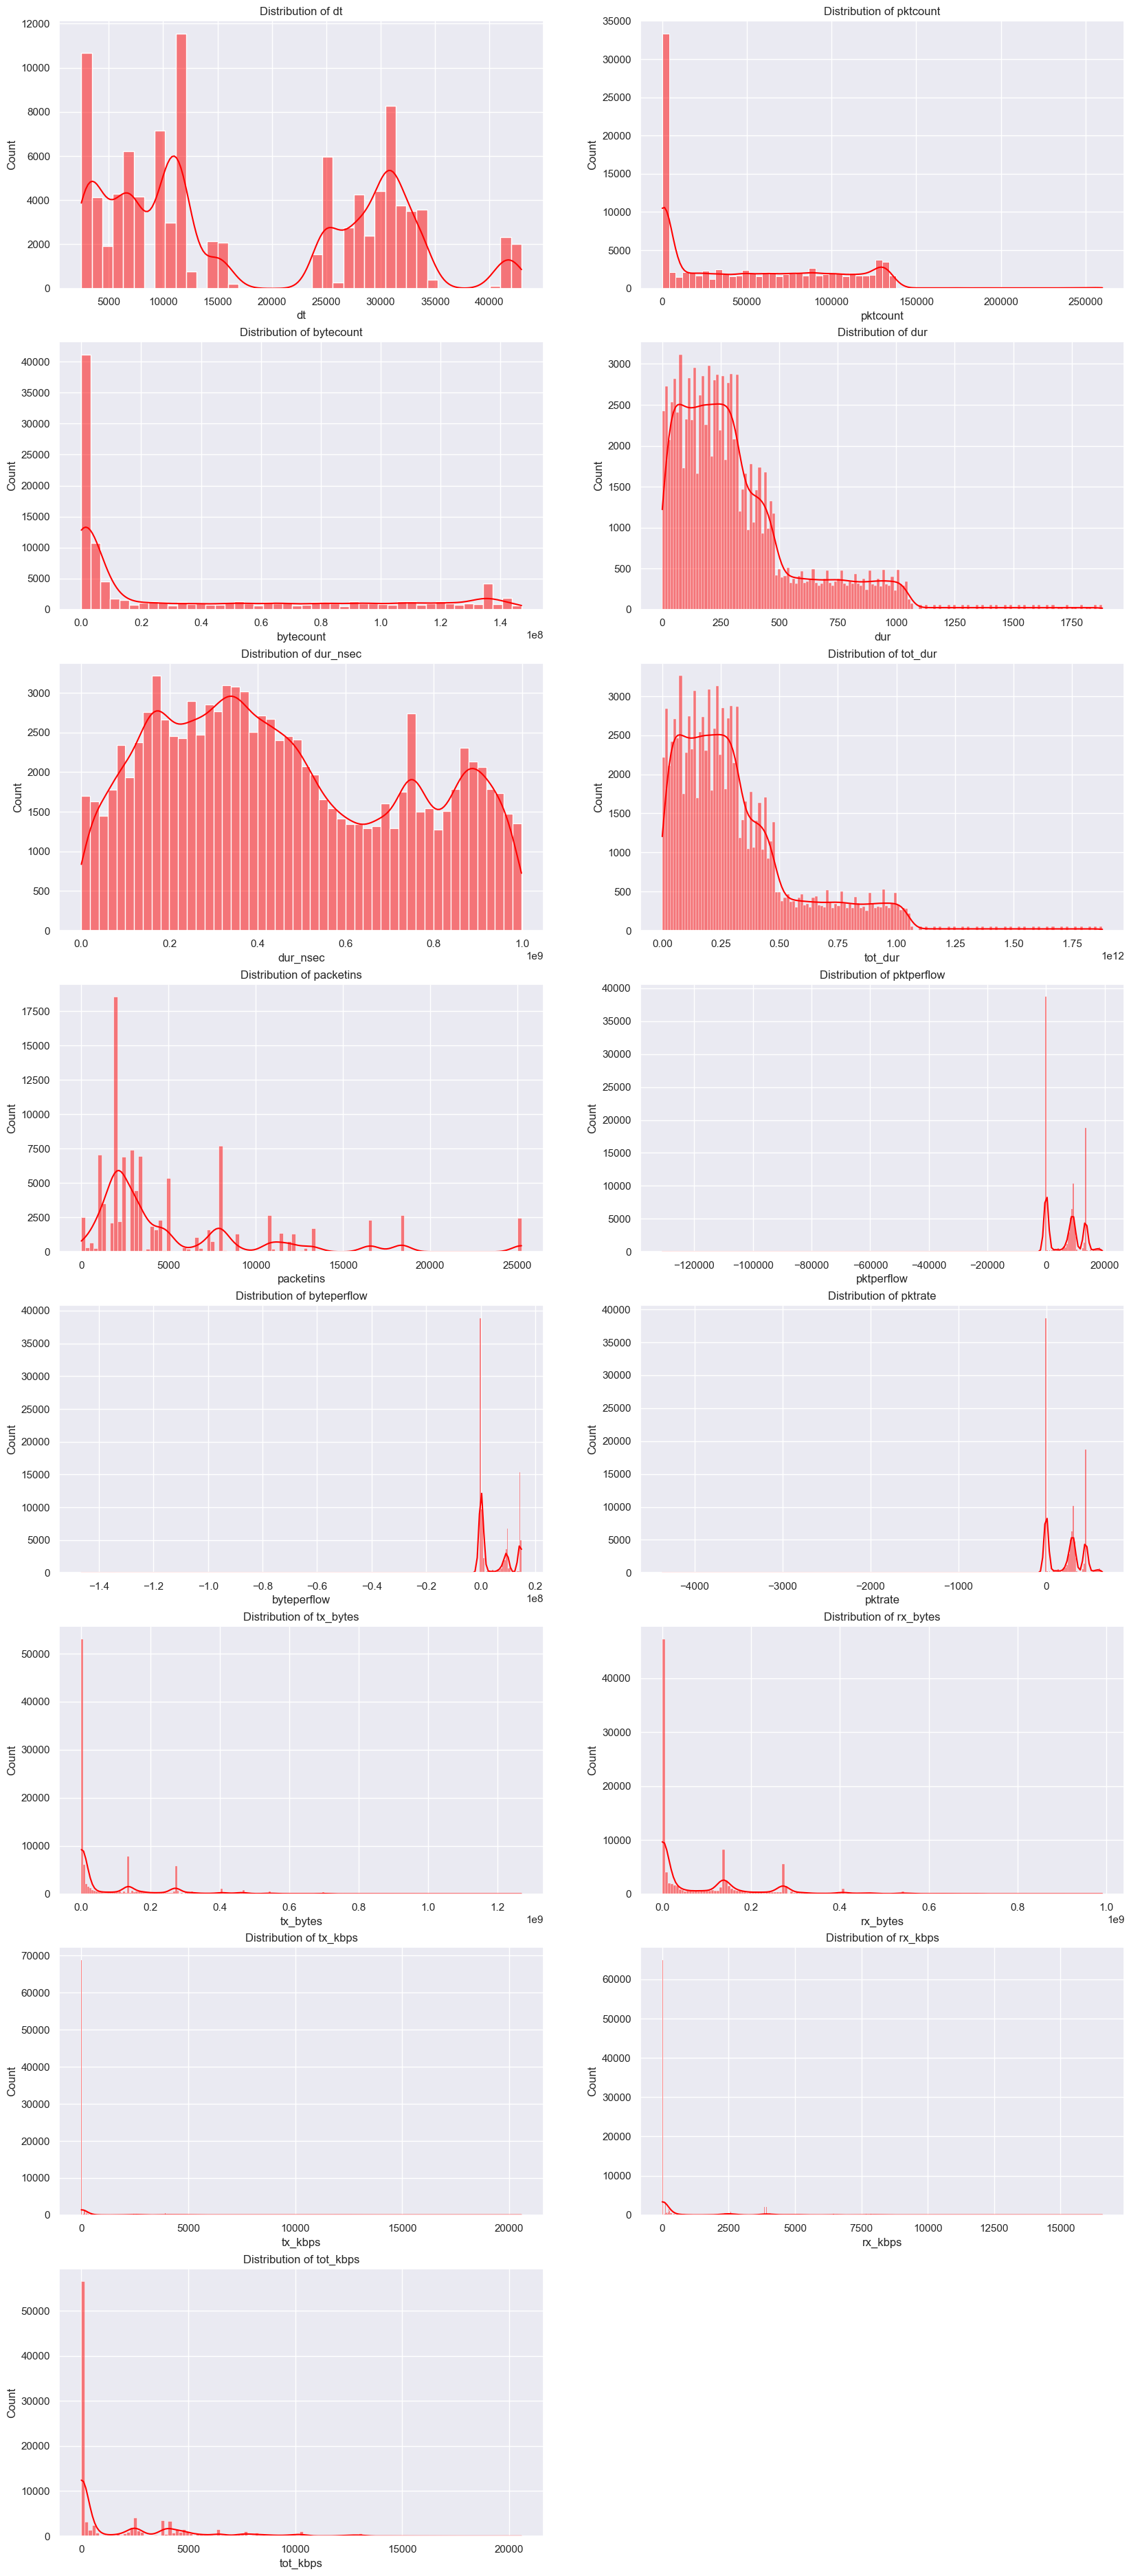 Distribution of dt
12000
10000
8000
6000
4000
2000
0
Count
5000 10000 15000 20000 25000 30000 35000 40000
dt
Distribution of pktcount
35000
30000
25000
20000
15000
10000
5000
0
Count
0 50000 100000 150000 200000 250000
pktcount
Distribution of bytecount
40000
35000
30000
25000
20000
15000
10000
5000
0
Count
0.0 0.2 0.4 0.6 0.8 1.0 1.2 1.4
1e8
bytecount
Distribution of dur
3000
2500
2000
1500
1000
500
0
Count
0 250 500 750 1000 1250 1500 1750
dur
Distribution of dur_nsec
3000
2500
2000
1500
1000
500
0
Count
0.0 0.2 0.4 0.6 0.8 1.0
1e9
dur_nsec
Distribution of tot_dur
3000
2500
2000
1500
1000
500
0
Count
0.00 0.25 0.50 0.75 1.00 1.25 1.50 1.75
1e12
tot_dur
Distribution of packetins
17500
15000
12500
10000
7500
5000
2500
0
Count
0 5000 10000 15000 20000 25000
packetins
Distribution of pktperflow
40000
35000
30000
25000
20000
15000
10000
5000
0
Count
−120000 −100000 −80000 −60000 −40000 −20000 0 20000
pktperflow
Distribution of byteperflow
40000
35000
30000
25000
20000
15000
10000
5000
0
Count
−1.4 −1.2 −1.0 −0.8 −0.6 −0.4 −0.2 0.0 0.2
1e8
byteperflow
Distribution of pktrate
40000
35000
30000
25000
20000
15000
10000
5000
0
Count
−4000 −3000 −2000 −1000 0
pktrate
Distribution of tx_bytes
50000
40000
30000
20000
10000
0
Count
0.0 0.2 0.4 0.6 0.8 1.0 1.2
1e9
tx_bytes
Distribution of rx_bytes
40000
30000
20000
10000
0
Count
0.0 0.2 0.4 0.6 0.8 1.0
1e9
rx_bytes
Distribution of tx_kbps
70000
60000
50000
40000
30000
20000
10000
0
Count
0 5000 10000 15000 20000
tx_kbps
Distribution of rx_kbps
60000
50000
40000
30000
20000
10000
0
Count
0 2500 5000 7500 10000 12500 15000
rx_kbps
Distribution of tot_kbps
50000
40000
30000
20000
10000
0
Count
0 5000 10000 15000 20000
tot_kbps